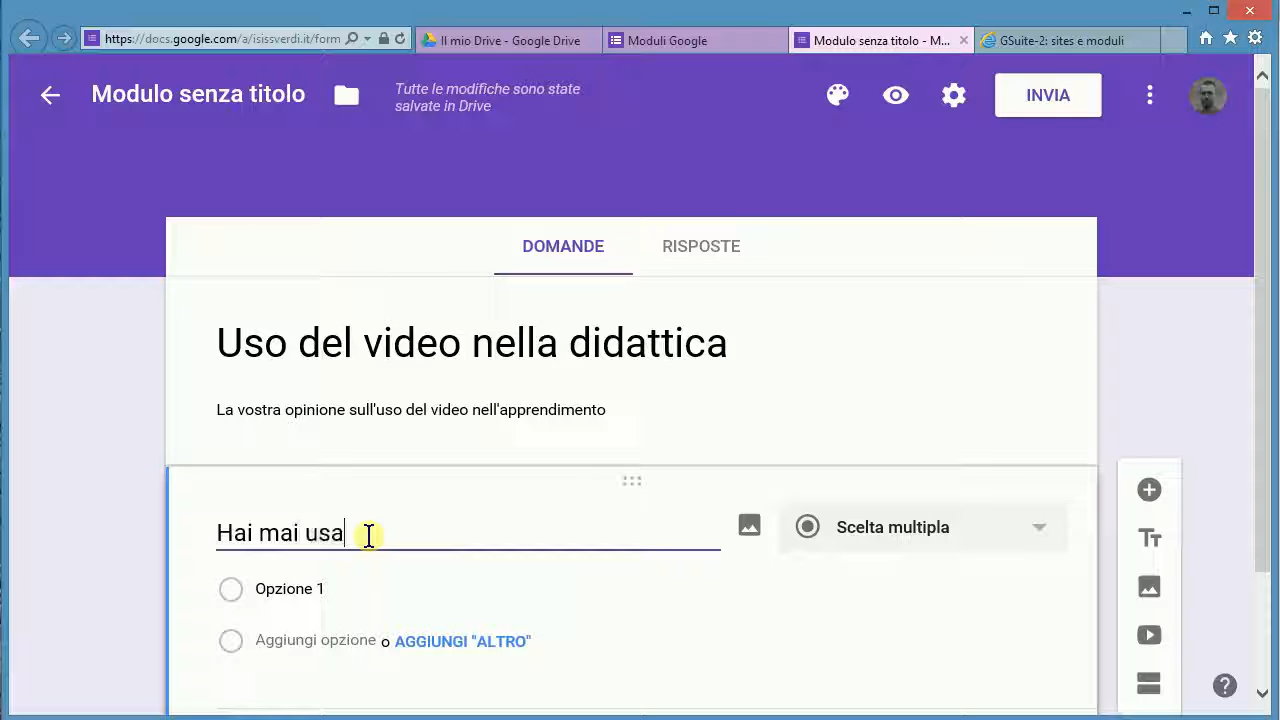 https://docs.google.com/a/isissverdi.it/form
Il mio Drive - Google Drive
Moduli Google
Modulo senza titolo - M...
GSuite-2: sites e moduli
Modulo senza titolo
Tutte le modifiche sono state
salvate in Drive
INVIA
DOMANDE
RISPOSTE
Uso del video nella didattica
La vostra opinione sull'uso del video nell'apprendimento
Hai mai usa
Scelta multipla
Opzione 1
Aggiungi opzione o AGGIUNGI "ALTRO"